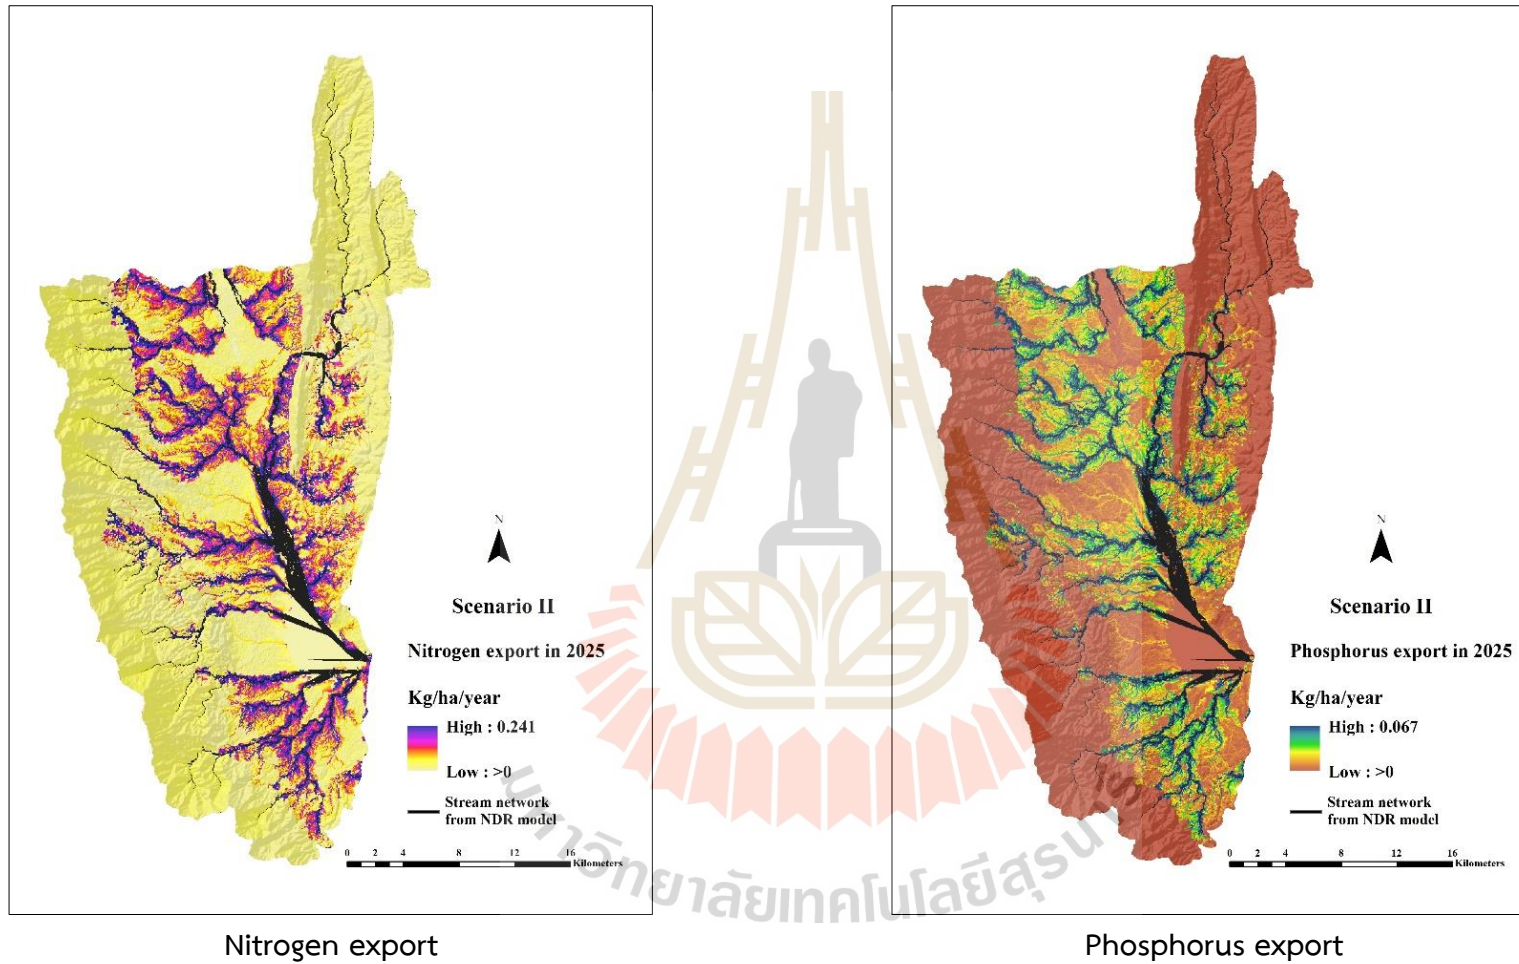 N
Scenario II
Nitrogen export in 2025
Kg/ha/year
High : 0.241
Low : >0
Stream network
from NDR model
0 2 4 8 12 16
Kilometers
Nitrogen export
N
Scenario II
Phosphorus export in 2025
Kg/ha/year
High : 0.067
Low : >0
Stream network
from NDR model
0 2 4 8 12 16
Kilometers
Phosphorus export
มหาวิทยาลัยเทคโนโลยีสุรนารี